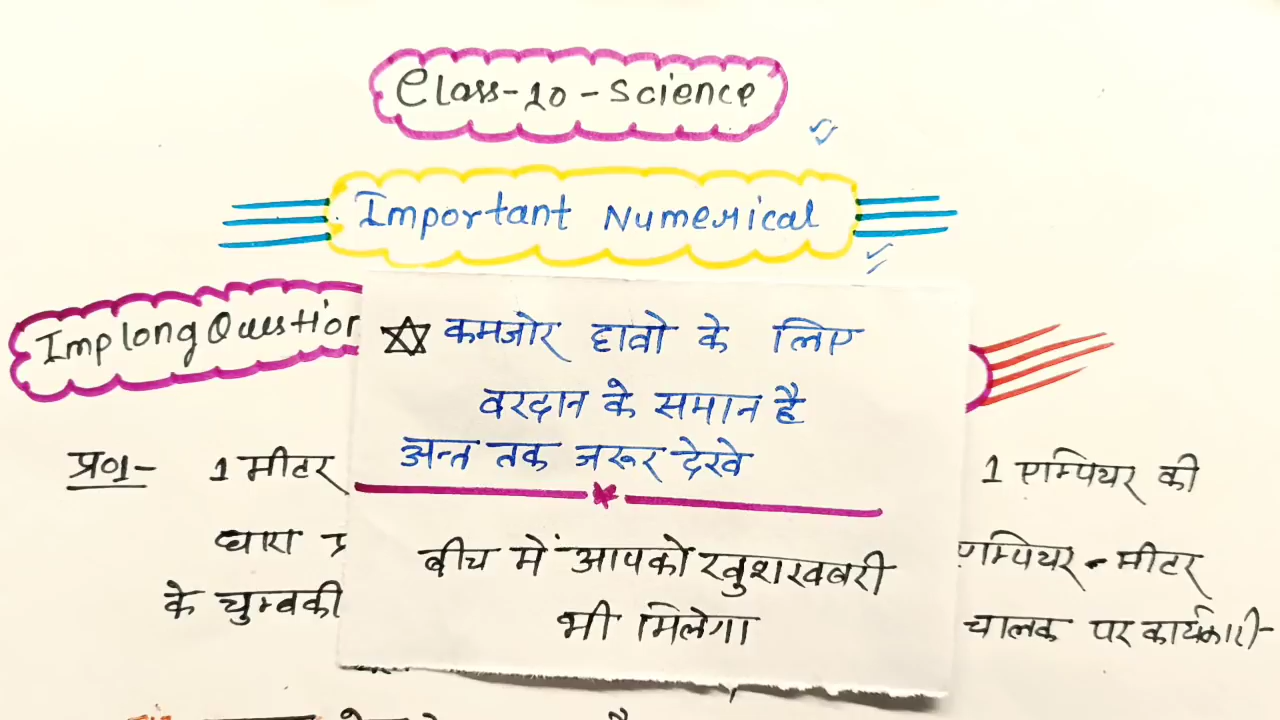 Class-10-Science
Important Numerical
Imp long Question
☆ कमजोर छात्रो के लिए
वरदान के समान है
अन्त तक जरूर देखे
बीच में आपको खुशखबरी
भी मिलेगा
प्र०1- 1 मीटर 1 एम्पियर की
धारा प्र एम्पियर-मीटर
के चुम्बकी चालक पर कार्यकारी-